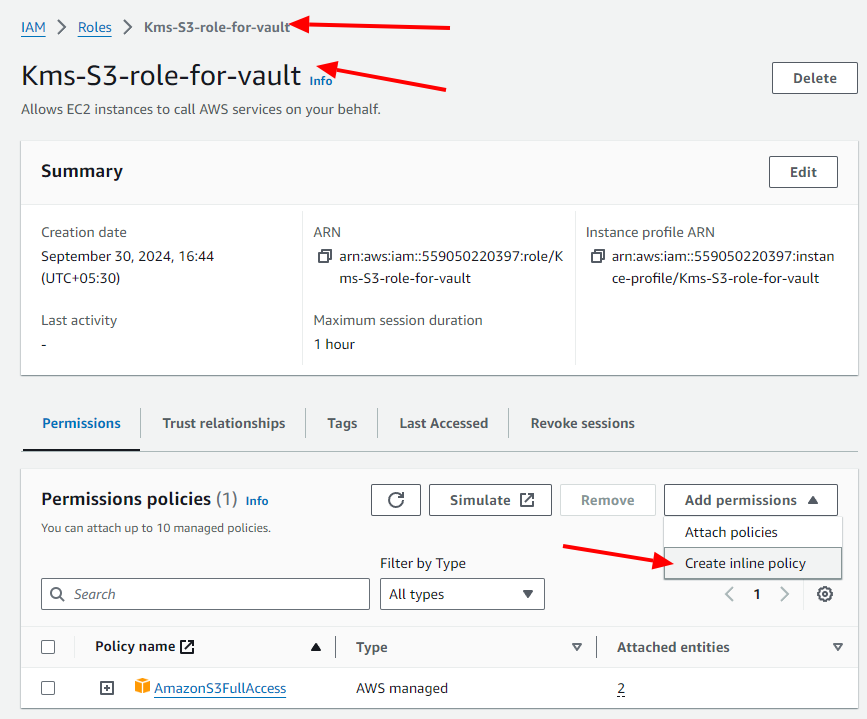 IAM > Roles > Kms-S3-role-for-vault
Kms-S3-role-for-vault Info
Delete
Allows EC2 instances to call AWS services on your behalf.
Summary
Edit
Creation date
September 30, 2024, 16:44
(UTC+05:30)
ARN
arn:aws:iam::559050220397:role/K
ms-S3-role-for-vault
Instance profile ARN
arn:aws:iam::559050220397:instan
ce-profile/Kms-S3-role-for-vault
Last activity
-
Maximum session duration
1 hour
Permissions
Trust relationships
Tags
Last Accessed
Revoke sessions
Permissions policies (1) Info
You can attach up to 10 managed policies.
Simulate
Remove
Add permissions
Attach policies
Create inline policy
Filter by Type
Search
All types
1
Policy name
Type
Attached entities
AmazonS3FullAccess
AWS managed
2